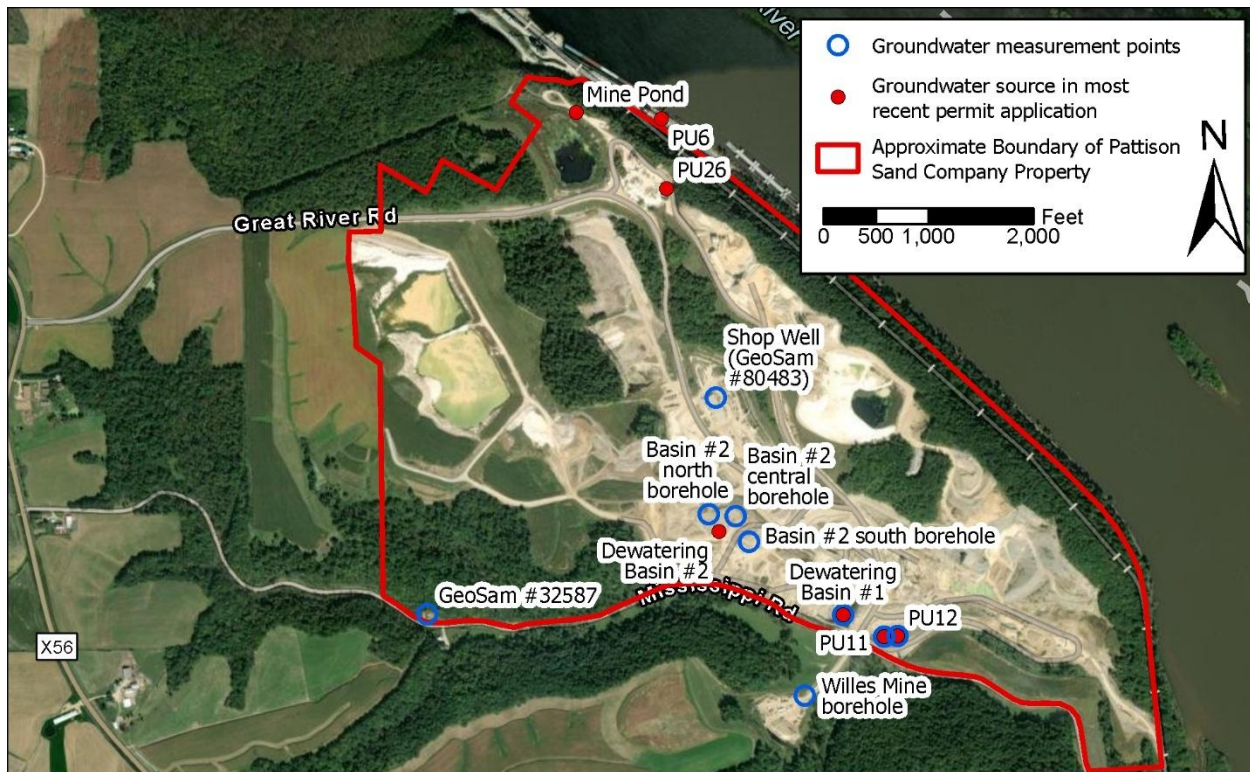 River
Mine Pond
PU6
PU26
Great River Rd
Shop Well
(GeoSam
#80483)
Basin #2
north
borehole
Basin #2
central
borehole
Basin #2 south borehole
Dewatering
Basin #2
Mississippi Rd
Dewatering
Basin #1
PU11
PU12
GeoSam #32587
Willes Mine
borehole
X56
Groundwater measurement points
Groundwater source in most
recent permit application
Approximate Boundary of Pattison
Sand Company Property
Feet
0 500 1,000 2,000
N